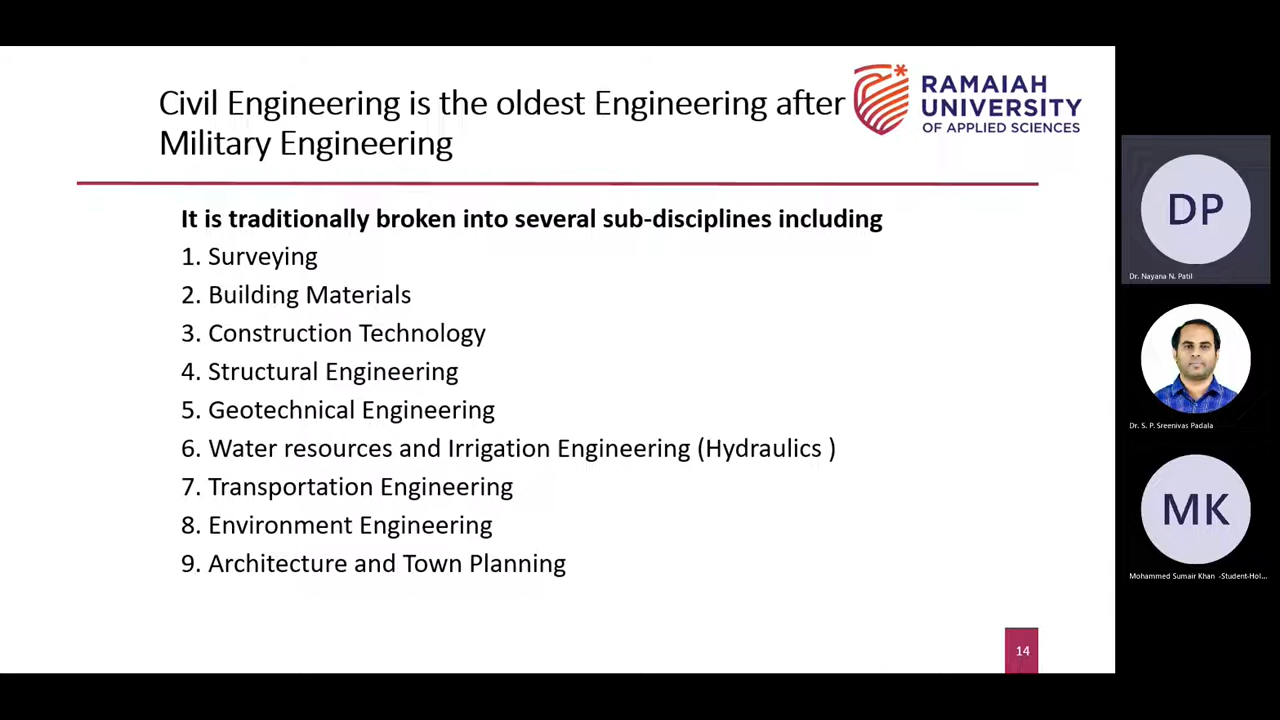 Civil Engineering is the oldest Engineering after
Military Engineering
RAMAIAH
UNIVERSITY
OF APPLIED SCIENCES
It is traditionally broken into several sub-disciplines including
1. Surveying
2. Building Materials
3. Construction Technology
4. Structural Engineering
5. Geotechnical Engineering
6. Water resources and Irrigation Engineering (Hydraulics )
7. Transportation Engineering
8. Environment Engineering
9. Architecture and Town Planning
14
DP
Dr. Nayana N. Patil
Dr. S. P. Sreenivas Padala
MK
Mohammed Sumair Khan -Student-Hol...